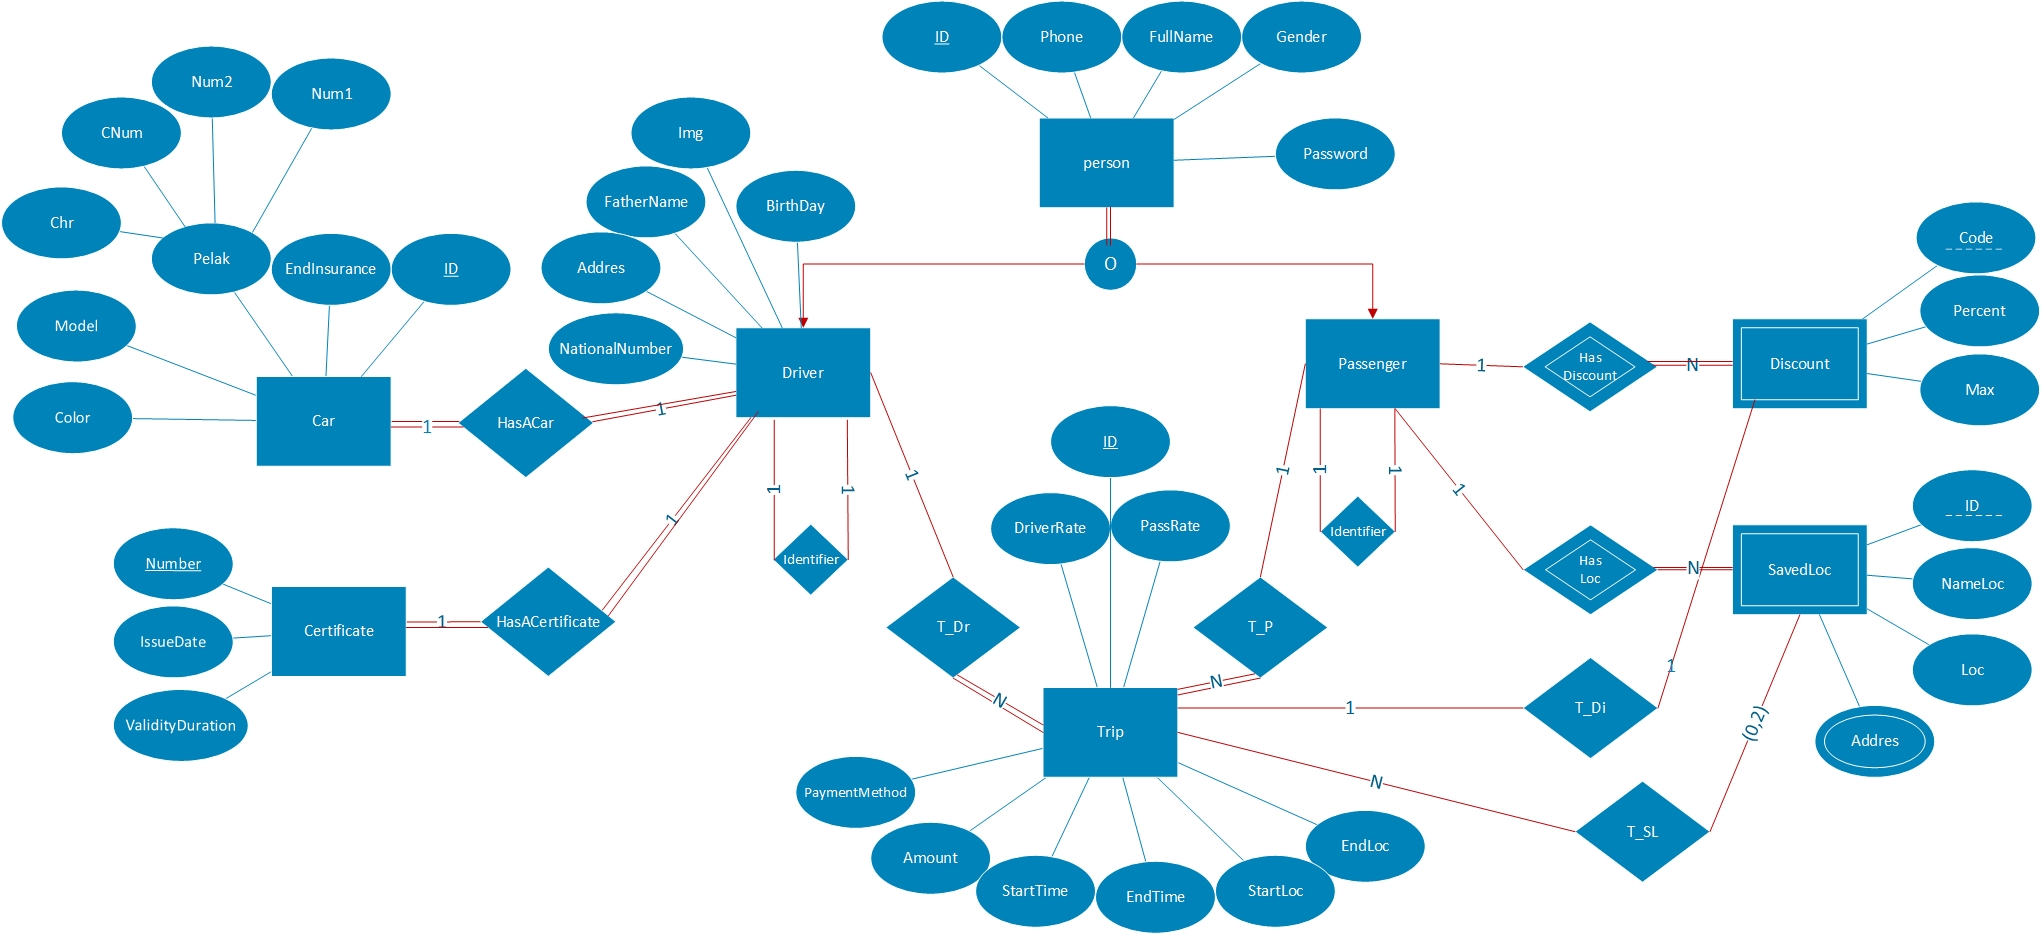 ID
Phone
FullName
Gender
Password
person
O
Num2
Num1
CNum
Chr
Pelak
EndInsurance
ID
Model
Color
Car
1
HasACar
1
Img
FatherName
BirthDay
Addres
NationalNumber
Driver
1
1
Identifier
1
T_Dr
N
1
HasACertificate
1
Number
IssueDate
ValidityDuration
Certificate
Passenger
1
Has
Discount
N
Discount
Code
Percent
Max
1
1
Identifier
1
T_P
N
1
Has
Loc
N
SavedLoc
ID
NameLoc
Loc
Addres
ID
DriverRate
PassRate
Trip
1
T_Di
1
N
T_SL
(0,2)
PaymentMethod
Amount
StartTime
EndTime
StartLoc
EndLoc